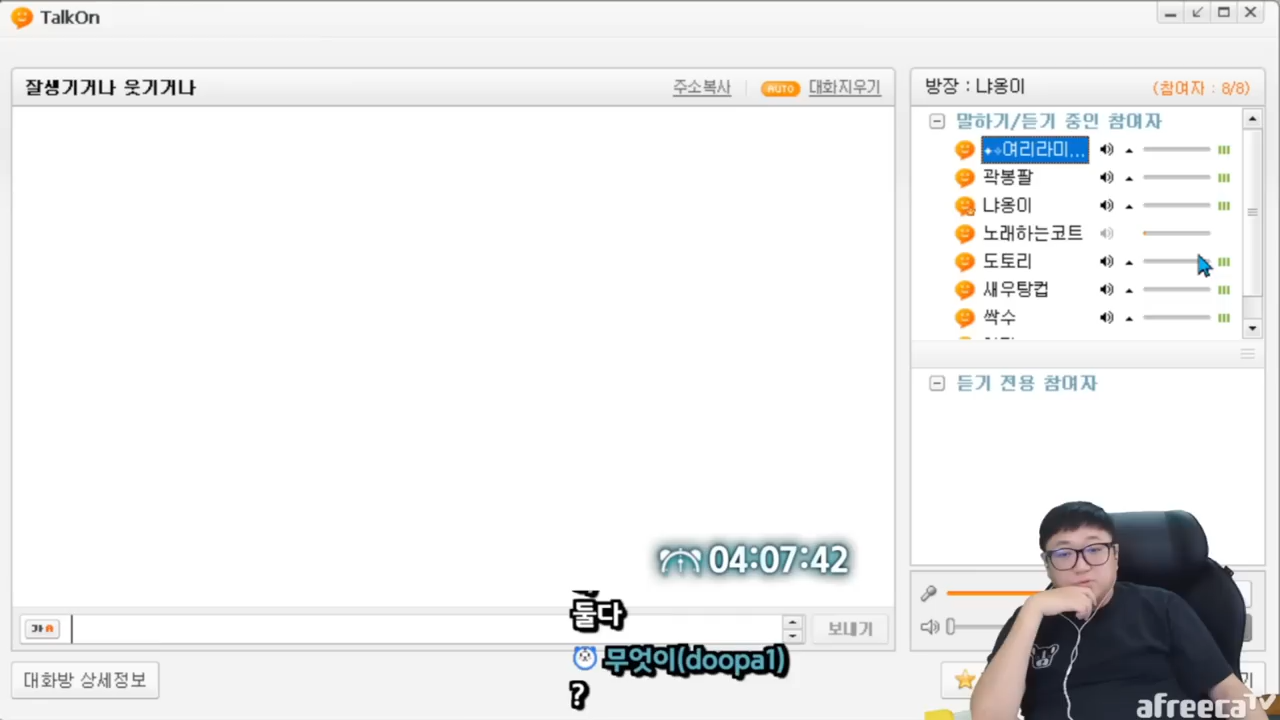 TalkOn
잘생기거나 웃기거나
주소복사
AUTO 대화지우기
방장 : 냐옹이
(참여자 : 8/8)
말하기/듣기 중인 참여자
✦✧여리라미...
곽봉팔
냐옹이
노래하는코트
도토리
새우탕컵
싹수
듣기 전용 참여자
04:07:42
둘다
무엇이(doopa1)
?
가A
보내기
대화방 상세정보
기
afreecaTV